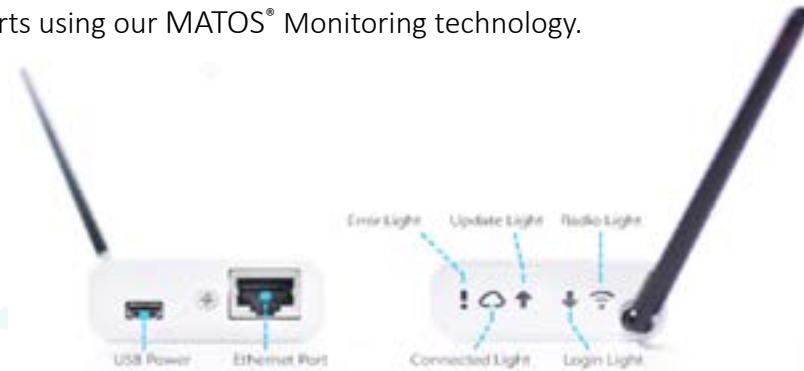 rts using our MATOS® Monitoring technology.
Error Light Update Light Radio Light
USB Power Ethernet Port Connected Light Login Light